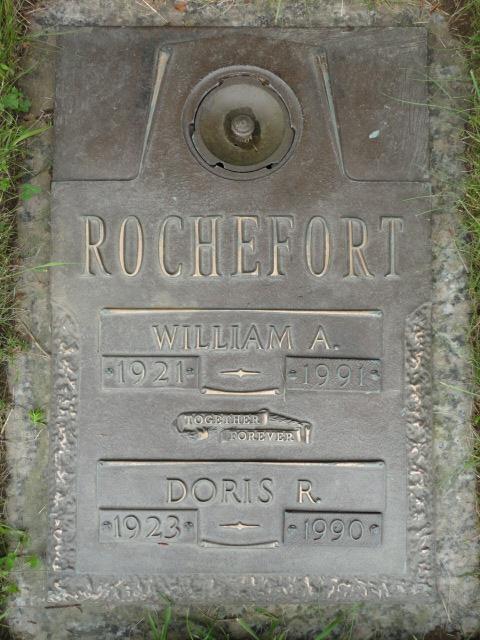 ROCHEFORT
WILLIAM A.
1921 1991
TOGETHER
FOREVER
DORIS R.
1923 1990